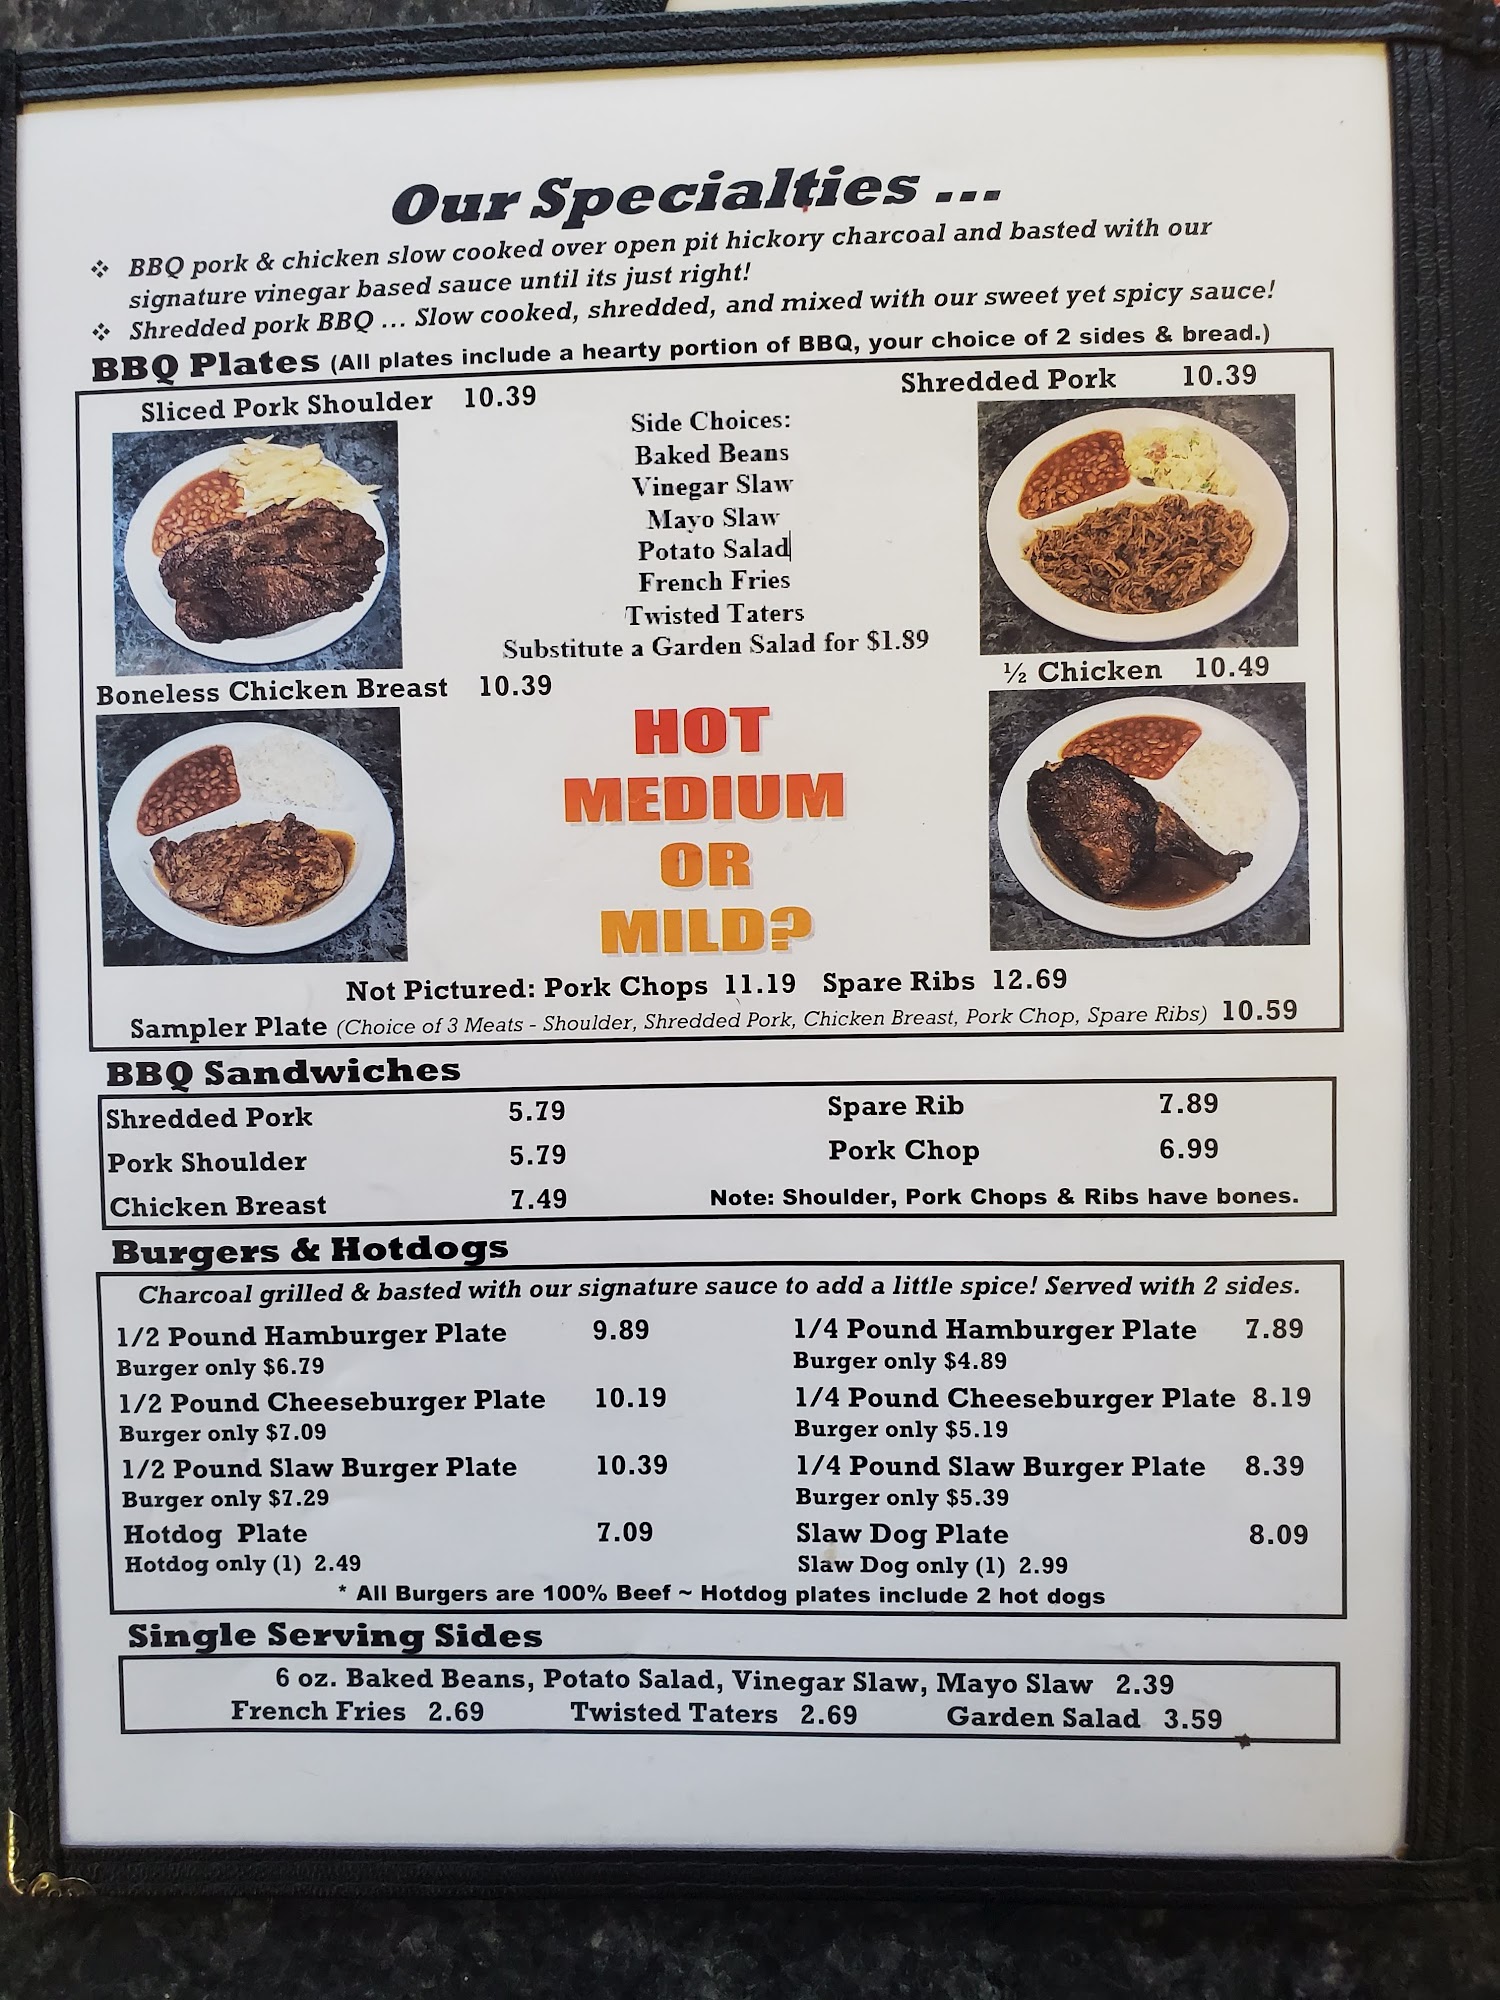 Our Specialties ...
❖ BBQ pork & chicken slow cooked over open pit hickory charcoal and basted with our
signature vinegar based sauce until its just right!
❖ Shredded pork BBQ ... Slow cooked, shredded, and mixed with our sweet yet spicy sauce!
BBQ Plates (All plates include a hearty portion of BBQ, your choice of 2 sides & bread.)
Sliced Pork Shoulder 10.39
Shredded Pork 10.39
Side Choices:
Baked Beans
Vinegar Slaw
Mayo Slaw
Potato Salad
French Fries
Twisted Taters
Substitute a Garden Salad for $1.89
Boneless Chicken Breast 10.39
½ Chicken 10.49
HOT
MEDIUM
OR
MILD?
Not Pictured: Pork Chops 11.19 Spare Ribs 12.69
Sampler Plate (Choice of 3 Meats - Shoulder, Shredded Pork, Chicken Breast, Pork Chop, Spare Ribs) 10.59
BBQ Sandwiches
Shredded Pork 5.79 Spare Rib 7.89
Pork Shoulder 5.79 Pork Chop 6.99
Chicken Breast 7.49 Note: Shoulder, Pork Chops & Ribs have bones.
Burgers & Hotdogs
Charcoal grilled & basted with our signature sauce to add a little spice! Served with 2 sides.
1/2 Pound Hamburger Plate 9.89 1/4 Pound Hamburger Plate 7.89
Burger only $6.79 Burger only $4.89
1/2 Pound Cheeseburger Plate 10.19 1/4 Pound Cheeseburger Plate 8.19
Burger only $7.09 Burger only $5.19
1/2 Pound Slaw Burger Plate 10.39 1/4 Pound Slaw Burger Plate 8.39
Burger only $7.29 Burger only $5.39
Hotdog Plate 7.09 Slaw Dog Plate 8.09
Hotdog only (1) 2.49 Slaw Dog only (1) 2.99
* All Burgers are 100% Beef ~ Hotdog plates include 2 hot dogs
Single Serving Sides
6 oz. Baked Beans, Potato Salad, Vinegar Slaw, Mayo Slaw 2.39
French Fries 2.69 Twisted Taters 2.69 Garden Salad 3.59